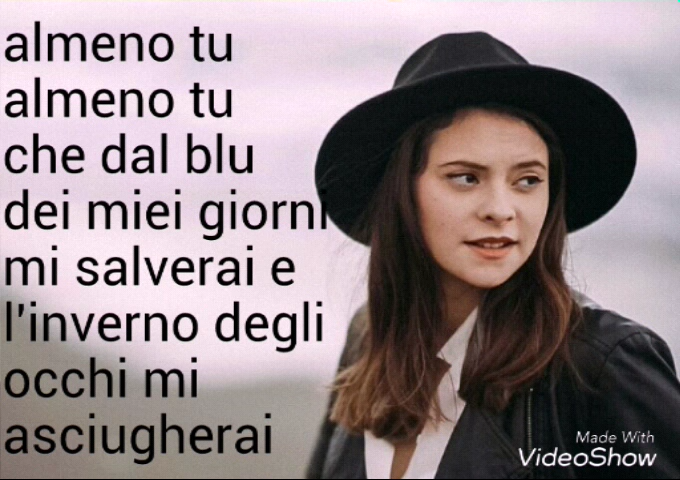 almeno tu
almeno tu
che dal blu
dei miei giorni
mi salverai e
l'inverno degli
occhi mi
asciugherai
Made With
VideoShow